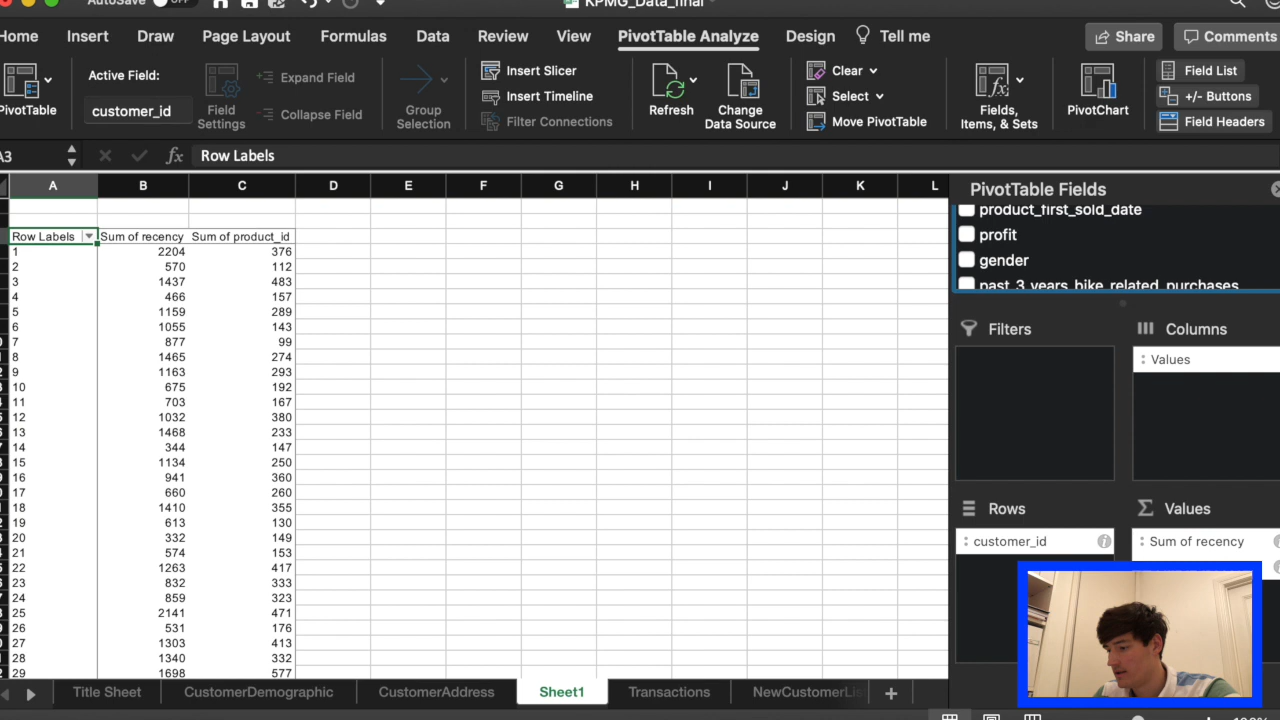 AutoSave OFF KPMG_Data_final
Home Insert Draw Page Layout Formulas Data Review View PivotTable Analyze Design Tell me Share Comments
PivotTable
Active Field:
customer_id
Field Settings
Expand Field
Collapse Field
Group Selection
Insert Slicer
Insert Timeline
Filter Connections
Refresh
Change Data Source
Clear
Select
Move PivotTable
Fields, Items, & Sets
PivotChart
Field List
+/- Buttons
Field Headers
A3 fx Row Labels
A B C D E F G H I J K L
Row Labels Sum of recency Sum of product_id
1 2204 376
2 570 112
3 1437 483
4 466 157
5 1159 289
6 1055 143
7 877 99
8 1465 274
9 1163 293
10 675 192
11 703 167
12 1032 380
13 1468 233
14 344 147
15 1134 250
16 941 360
17 660 260
18 1410 355
19 613 130
20 332 149
21 574 153
22 1263 417
23 832 333
24 859 323
25 2141 471
26 531 176
27 1303 413
28 1340 332
29 1698 577
PivotTable Fields
product_first_sold_date
profit
gender
past_3_years_bike_related_purchases
Filters
Columns
Values
Rows
Values
customer_id
Sum of recency
Title Sheet CustomerDemographic CustomerAddress Sheet1 Transactions NewCustomerLis